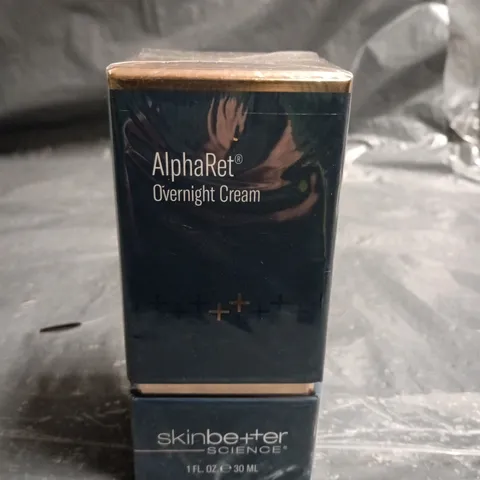 AlphaRet®
Overnight Cream
skinbetter
SCIENCE®
1 FL. OZ. ℮ 30 ML